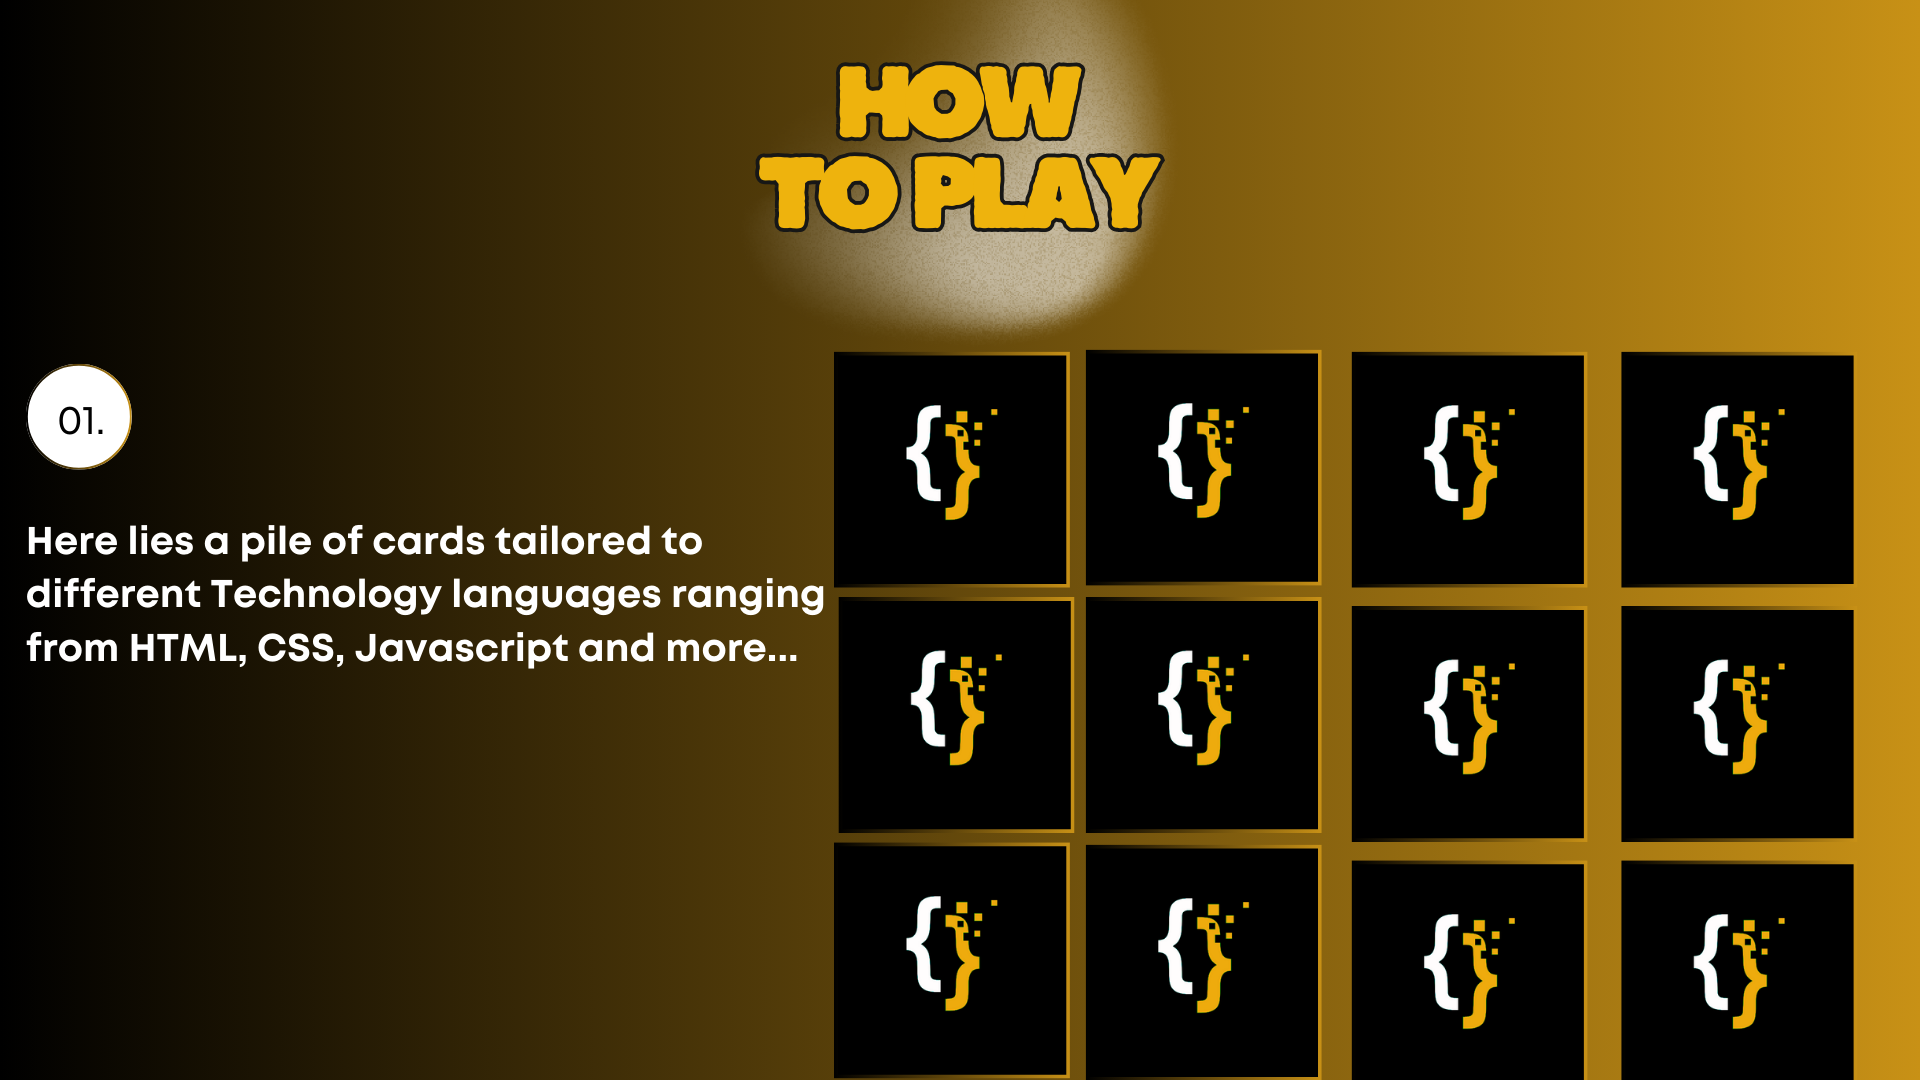 HOW
TO PLAY
01.
Here lies a pile of cards tailored to
different Technology languages ranging
from HTML, CSS, Javascript and more...